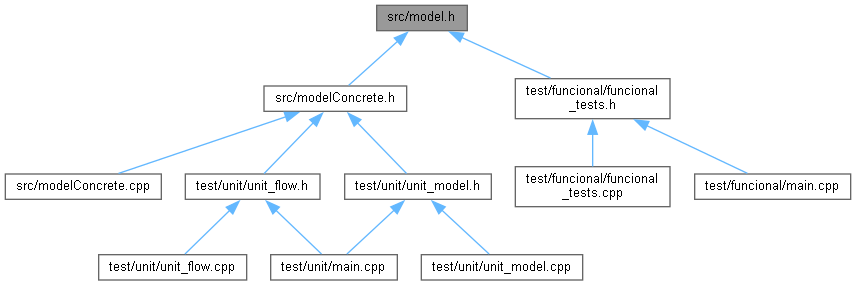 src/model.h
src/modelConcrete.h
test/funcional/funcional
_tests.h
src/modelConcrete.cpp
test/unit/unit_flow.h
test/unit/unit_model.h
test/funcional/funcional
_tests.cpp
test/funcional/main.cpp
test/unit/unit_flow.cpp
test/unit/main.cpp
test/unit/unit_model.cpp